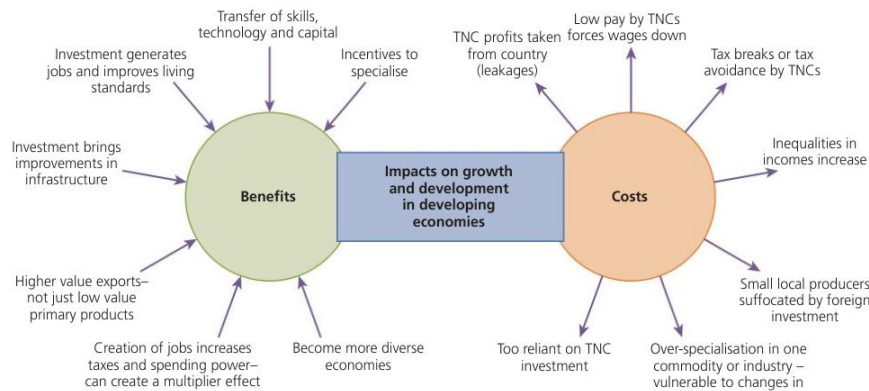 Transfer of skills,
technology and capital
Investment generates
jobs and improves living
standards
Incentives to
specialise
Investment brings
improvements in
infrastructure
Benefits
Higher value exports–
not just low value
primary products
Creation of jobs increases
taxes and spending power–
can create a multiplier effect
Become more diverse
economies
Impacts on growth
and development
in developing
economies
Low pay by TNCs
forces wages down
TNC profits taken
from country
(leakages)
Tax breaks or tax
avoidance by TNCs
Inequalities in
incomes increase
Costs
Small local producers
suffocated by foreign
investment
Too reliant on TNC
investment
Over-specialisation in one
commodity or industry –
vulnerable to changes in